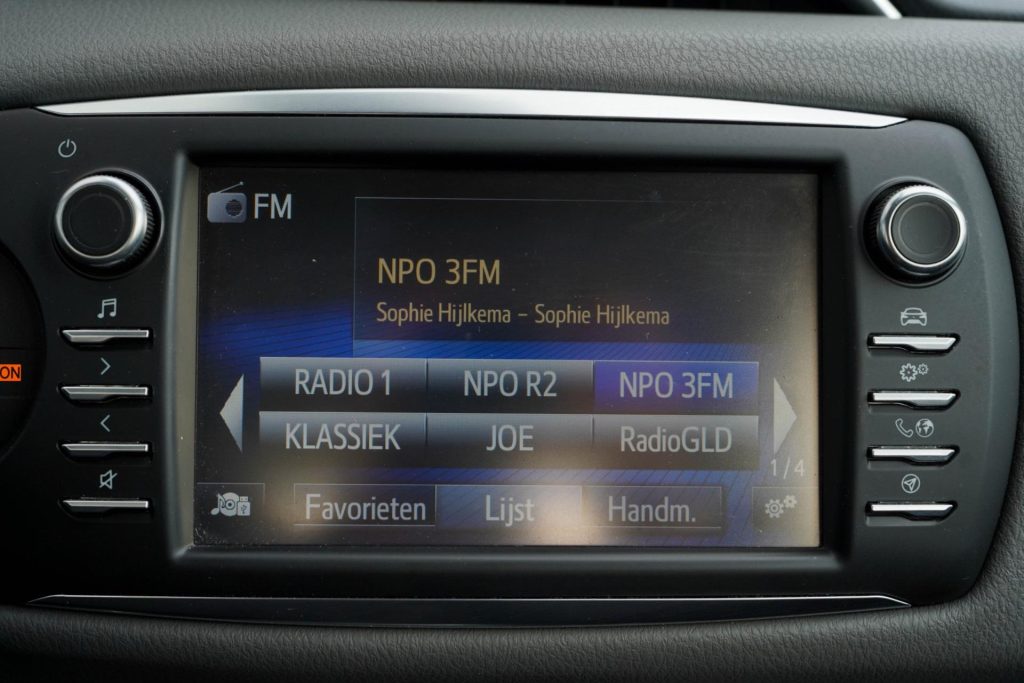 FM
NPO 3FM
Sophie Hijlkema - Sophie Hijlkema
RADIO 1 NPO R2 NPO 3FM
KLASSIEK JOE RadioGLD
1/4
Favorieten Lijst Handm.
ON